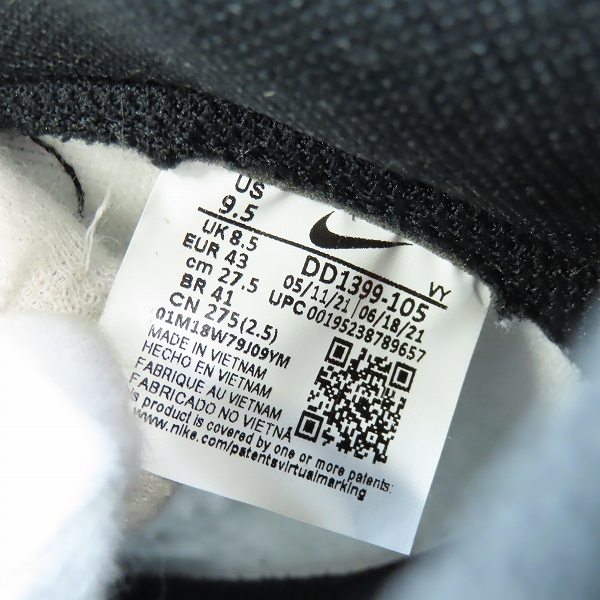 US
9.5
UK 8.5
EUR 43
cm 27.5
BR 41
CN 275(2.5)
VY
DD1399-105
05/11/21 | 06/18/21
UPC 00195238789657
01M18W79J09YM
MADE IN VIETNAM
HECHO EN VIETNAM
FABRIQUE AU VIETNAM
FABRICADO NO VIETNÃ
is product is covered by one or more patents:
www.nike.com/patentsvirtualmarking